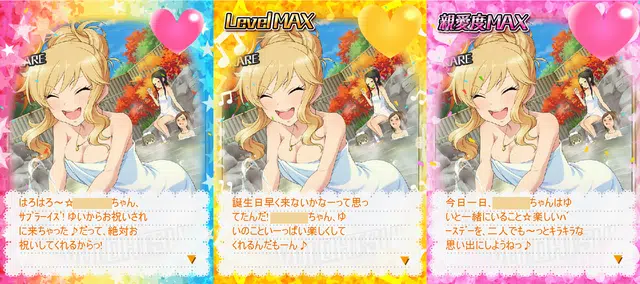 はろはろ～☆ちゃん、
サプラーイズ！ゆいからお祝いされ
に来ちゃった♪だって、絶対お
祝いしてくれるからっ！
Level MAX
誕生日早く来ないかなーって思っ
てたんだ！ちゃん、ゆ
いのこといーっぱい楽しくして
くれるんだもーん♪
親愛度MAX
今日一日、ちゃんはゆ
いと一緒にいること☆楽しいバ
ースデーを、二人でも～っとキラキラな
思い出にしようねっ♪